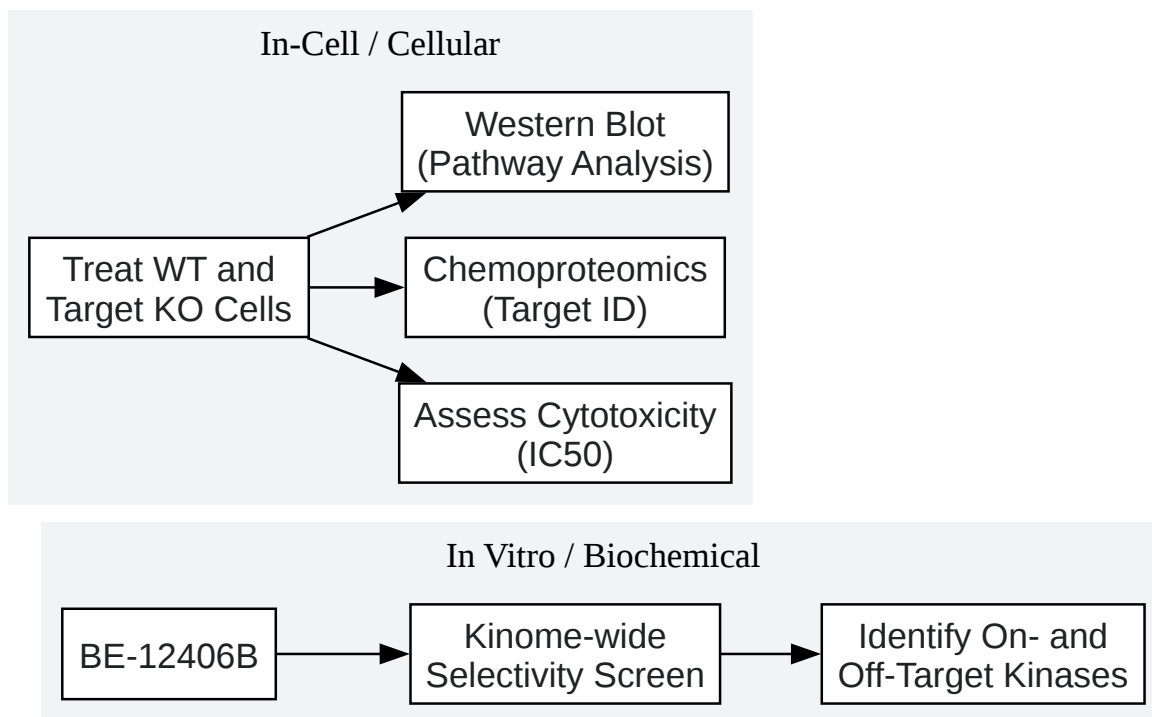 In-Cell / Cellular
Western Blot
(Pathway Analysis)
Treat WT and
Target KO Cells
Chemoproteomics
(Target ID)
Assess Cytotoxicity
(IC50)
In Vitro / Biochemical
BE-12406B
Kinome-wide
Selectivity Screen
Identify On- and
Off-Target Kinases